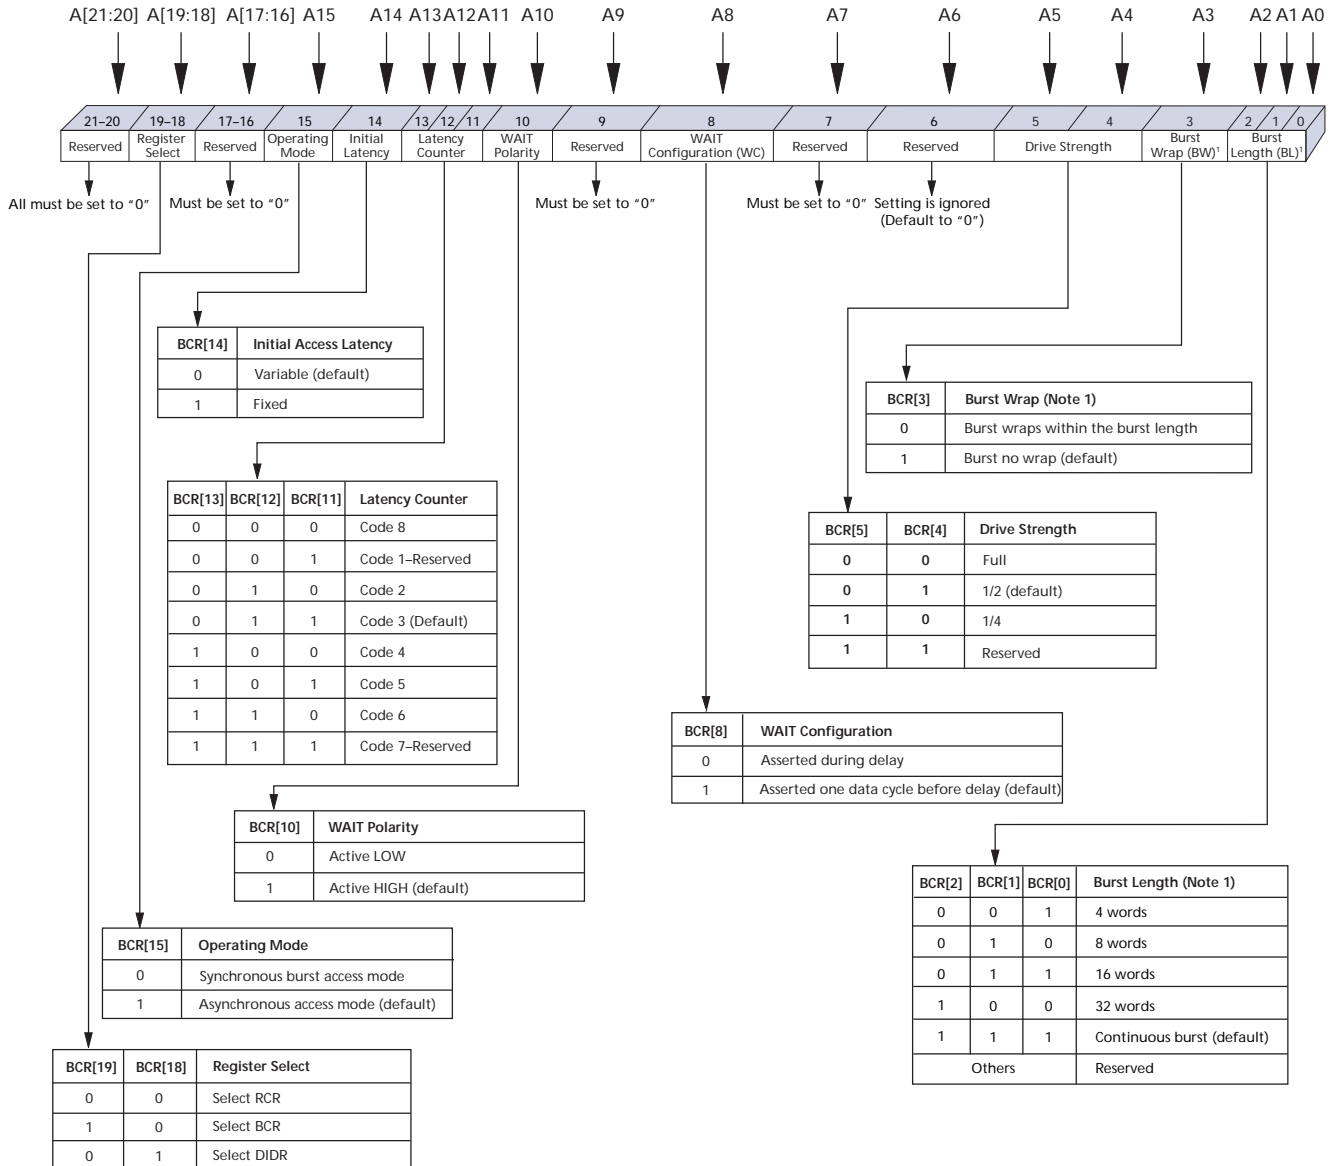 A[21:20] A[19:18] A[17:16] A15 A14 A13 A12 A11 A10 A9 A8 A7 A6 A5 A4 A3 A2 A1 A0
21–20 19–18 17–16 15 14 13 12 11 10 9 8 7 6 5 4 3 2 1 0
Reserved Register Select Reserved Operating Mode Initial Latency Latency Counter WAIT Polarity Reserved WAIT Configuration (WC) Reserved Reserved Drive Strength Burst Wrap (BW)¹ Burst Length (BL)¹
All must be set to "0" Must be set to "0" Must be set to "0" Must be set to "0" Setting is ignored
(Default to "0")
BCR[14] Initial Access Latency
0 Variable (default)
1 Fixed
BCR[3] Burst Wrap (Note 1)
0 Burst wraps within the burst length
1 Burst no wrap (default)
BCR[13] BCR[12] BCR[11] Latency Counter
0 0 0 Code 8
0 0 1 Code 1–Reserved
0 1 0 Code 2
0 1 1 Code 3 (Default)
1 0 0 Code 4
1 0 1 Code 5
1 1 0 Code 6
1 1 1 Code 7–Reserved
BCR[5] BCR[4] Drive Strength
0 0 Full
0 1 1/2 (default)
1 0 1/4
1 1 Reserved
BCR[8] WAIT Configuration
0 Asserted during delay
1 Asserted one data cycle before delay (default)
BCR[10] WAIT Polarity
0 Active LOW
1 Active HIGH (default)
BCR[2] BCR[1] BCR[0] Burst Length (Note 1)
0 0 1 4 words
0 1 0 8 words
0 1 1 16 words
1 0 0 32 words
1 1 1 Continuous burst (default)
Others Reserved
BCR[15] Operating Mode
0 Synchronous burst access mode
1 Asynchronous access mode (default)
BCR[19] BCR[18] Register Select
0 0 Select RCR
1 0 Select BCR
0 1 Select DIDR